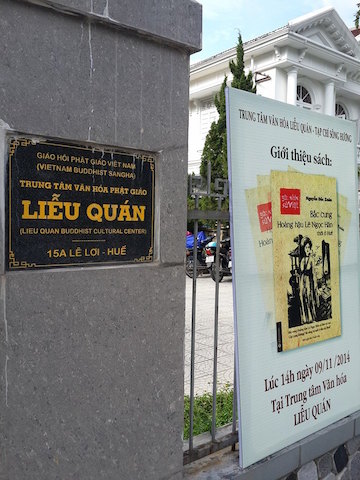 GIÁO HỘI PHẬT GIÁO VIỆT NAM
(VIETNAM BUDDHIST SANGHA)
TRUNG TÂM VĂN HÓA PHẬT GIÁO
LIỄU QUÁN
(LIEU QUAN BUDDHIST CULTURAL CENTER)
15A LÊ LỢI - HUẾ
TRUNG TÂM VĂN HÓA LIỄU QUÁN - TẠP CHÍ SÔNG HƯƠNG
Giới thiệu sách:
Nguyễn Đắc Xuân
Bắc cung
Hoàng hậu Lê Ngọc Hân
Lúc 14h ngày 09/11/2014
Tại Trung tâm Văn hóa
LIỄU QUÁN